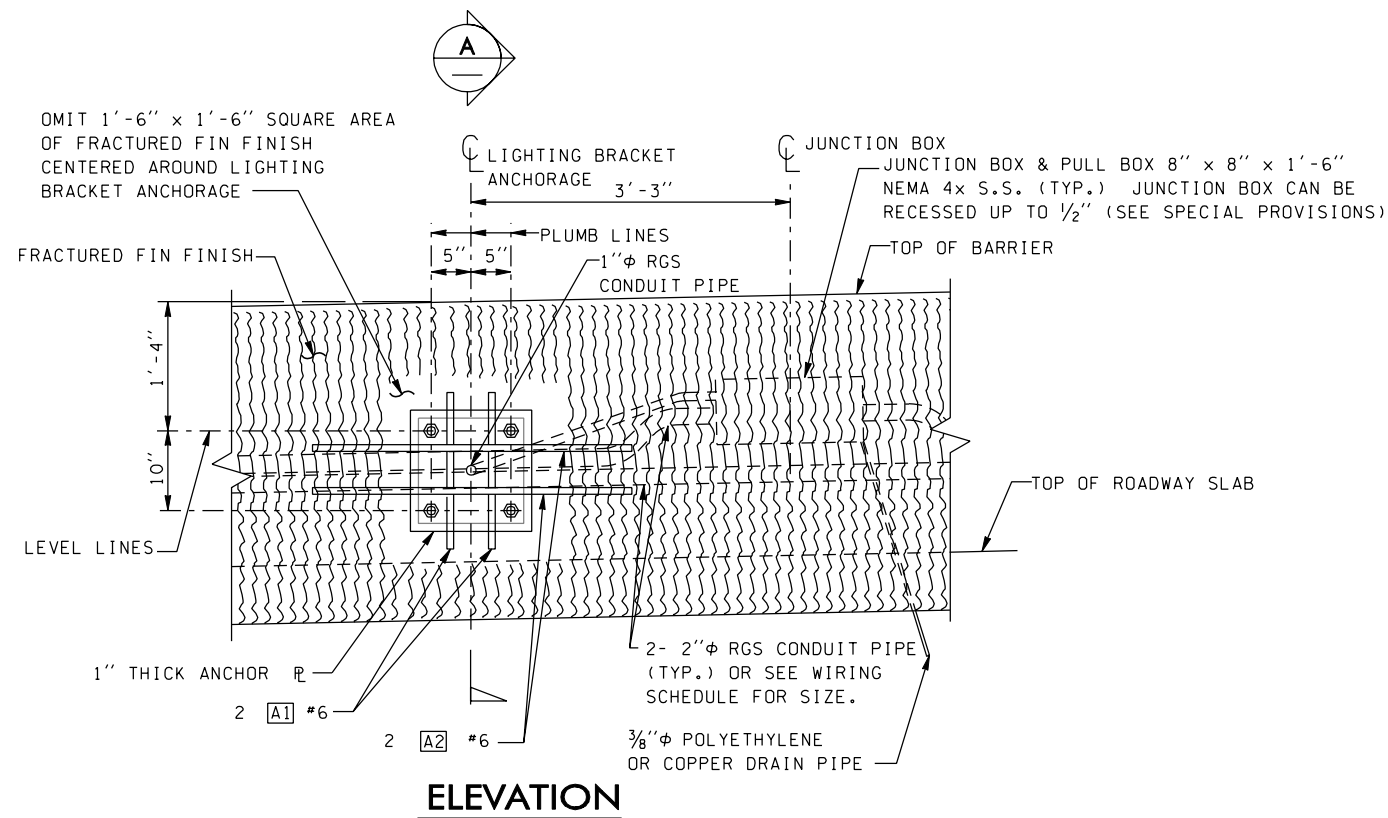 A
OMIT 1'-6" x 1'-6" SQUARE AREA
OF FRACTURED FIN FINISH
CENTERED AROUND LIGHTING
BRACKET ANCHORAGE
℄ LIGHTING BRACKET
ANCHORAGE
℄ JUNCTION BOX
JUNCTION BOX & PULL BOX 8" x 8" x 1'-6"
NEMA 4x S.S. (TYP.) JUNCTION BOX CAN BE
RECESSED UP TO ½" (SEE SPECIAL PROVISIONS)
3'-3"
PLUMB LINES
5" 5"
FRACTURED FIN FINISH
1"ϕ RGS
CONDUIT PIPE
TOP OF BARRIER
1'-4"
10"
TOP OF ROADWAY SLAB
LEVEL LINES
1" THICK ANCHOR ⅊
2 A1 #6
2 A2 #6
2- 2"ϕ RGS CONDUIT PIPE
(TYP.) OR SEE WIRING
SCHEDULE FOR SIZE.
⅜"ϕ POLYETHYLENE
OR COPPER DRAIN PIPE
ELEVATION